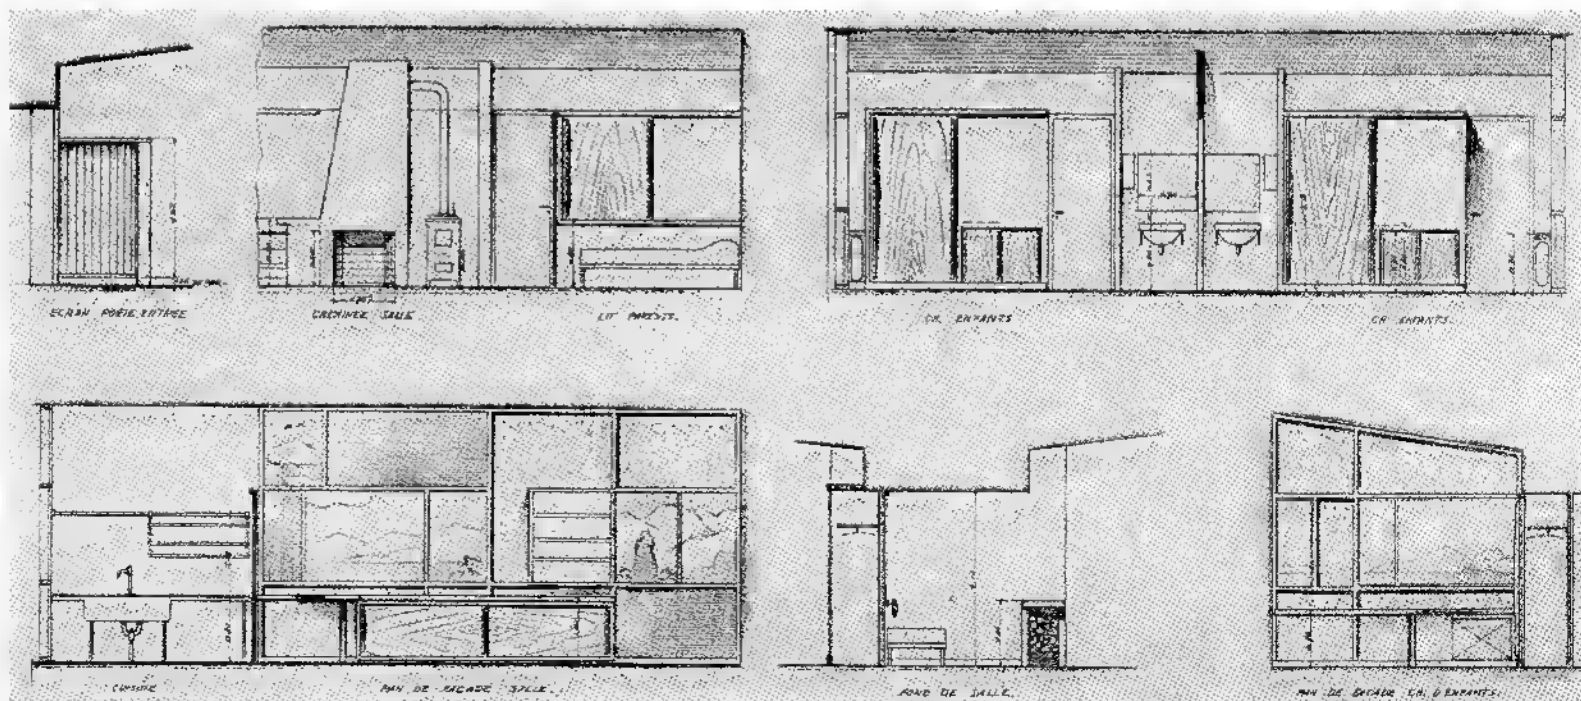 ECRAN PORTE ENTRÉE
CHEMINEE SALLE
LIT PARENTS.
CH. ENFANTS
CH. ENFANTS.
CUISINE
PAN DE FACADE SALLE.
FOND DE SALLE.
PAN DE FACADE CH. D'ENFANTS.